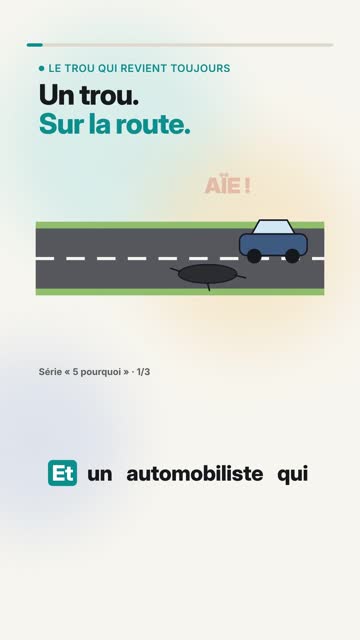 LE TROU QUI REVIENT TOUJOURS
Un trou.
Sur la route.
AÏE !
Série « 5 pourquoi » · 1/3
Et un automobiliste qui